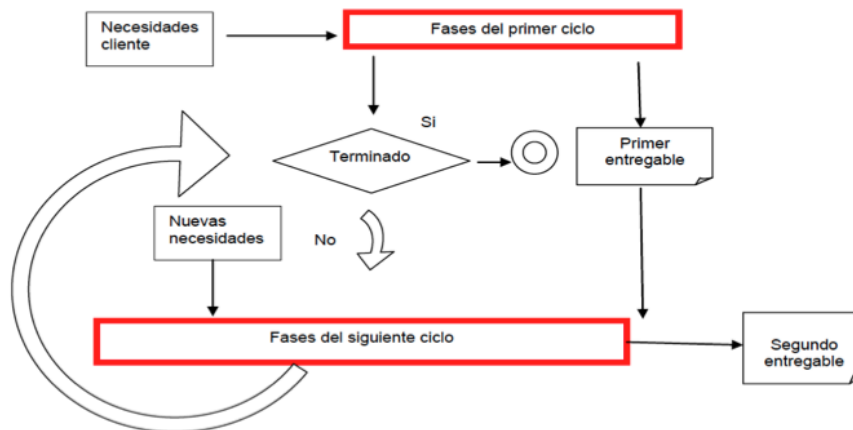 Necesidades
cliente
Fases del primer ciclo
Si
Terminado
Primer
entregable
Nuevas
necesidades
No
Fases del siguiente ciclo
Segundo
entregable